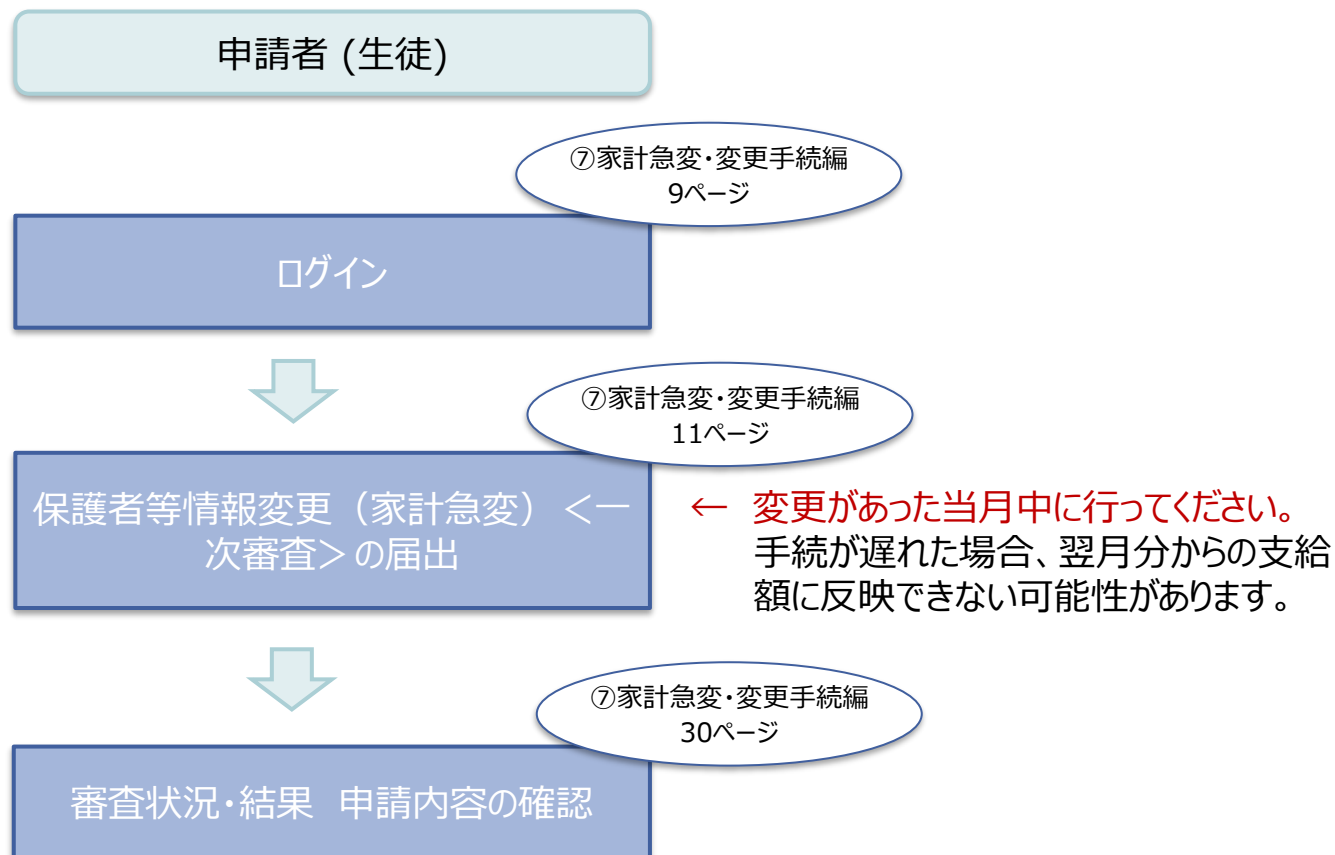 申請者 (生徒)
⑦家計急変・変更手続編
9ページ
ログイン
⑦家計急変・変更手続編
11ページ
保護者等情報変更（家計急変）＜一
次審査＞の届出
← 変更があった当月中に行ってください。
手続が遅れた場合、翌月分からの支給
額に反映できない可能性があります。
⑦家計急変・変更手続編
30ページ
審査状況・結果　申請内容の確認